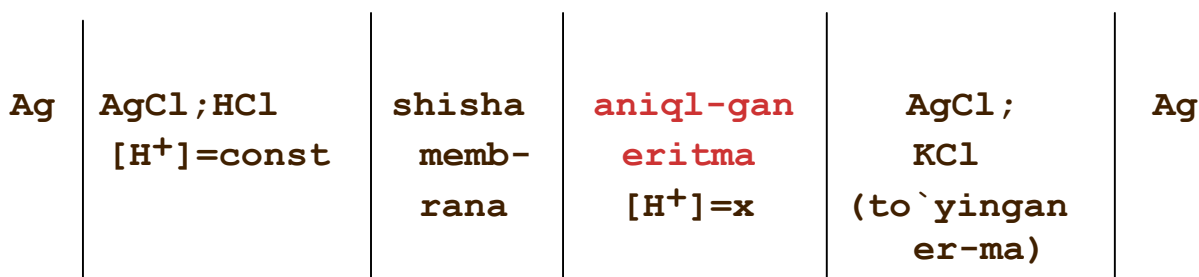 Ag AgCl;HCl shisha aniql-gan AgCl; Ag
[H+]=const memb- eritma KCl
rana [H+]=x (to`yingan
er-ma)